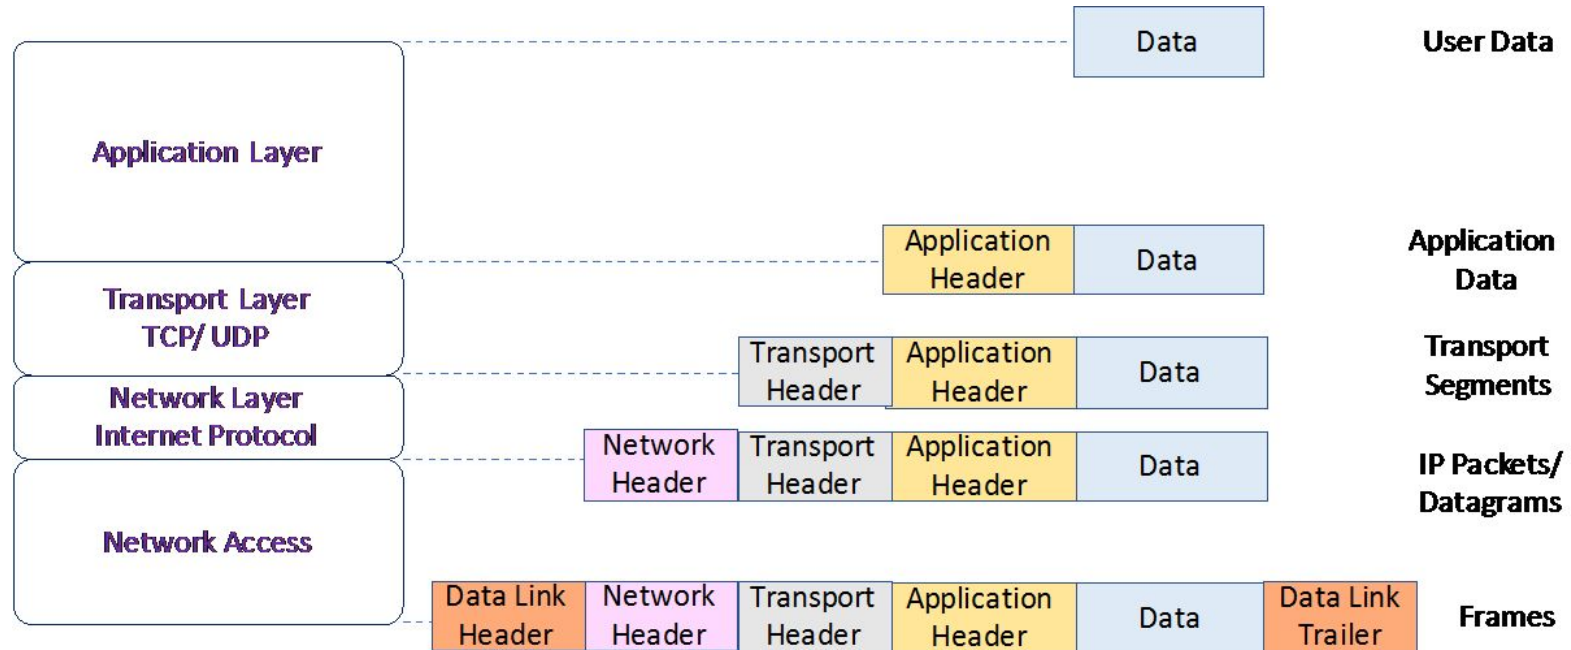 Data
User Data
Application Layer
Application
Header
Data
Application
Data
Transport Layer
TCP/ UDP
Transport
Header
Application
Header
Data
Transport
Segments
Network Layer
Internet Protocol
Network
Header
Transport
Header
Application
Header
Data
IP Packets/
Datagrams
Network Access
Data Link
Header
Network
Header
Transport
Header
Application
Header
Data
Data Link
Trailer
Frames